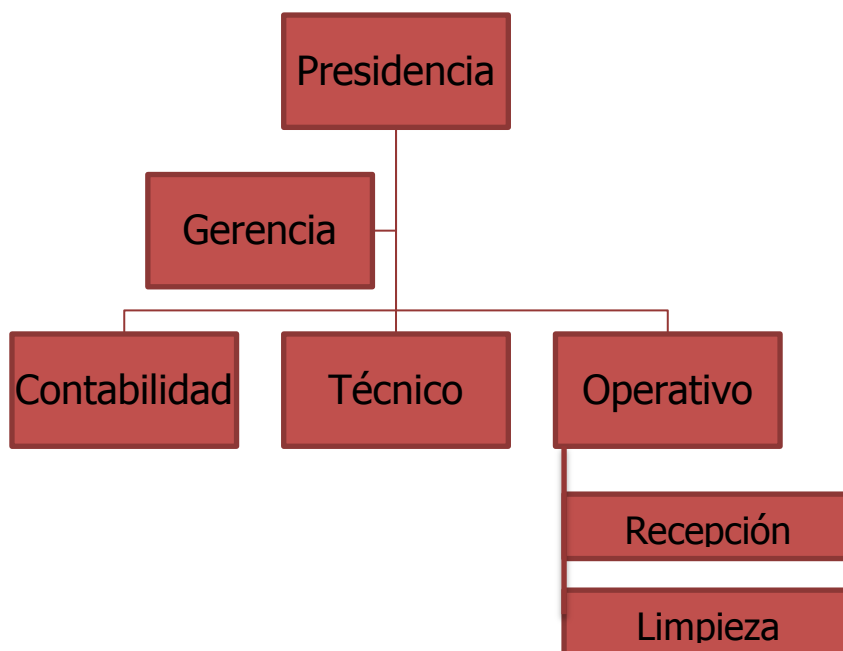 Presidencia
Gerencia
Contabilidad
Técnico
Operativo
Recepción
Limpieza